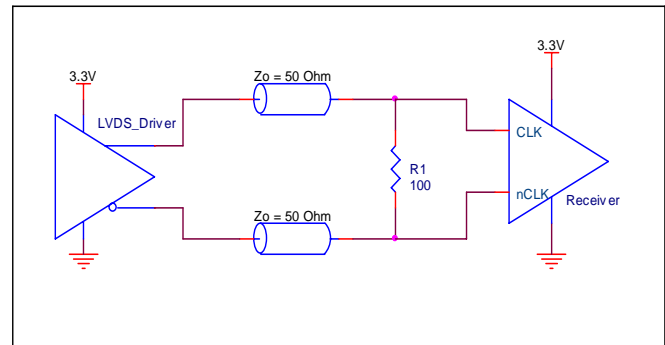 3.3V
3.3V
Zo = 50 Ohm
LVDS_Driver
CLK
R1
100
nCLK
Receiver
Zo = 50 Ohm